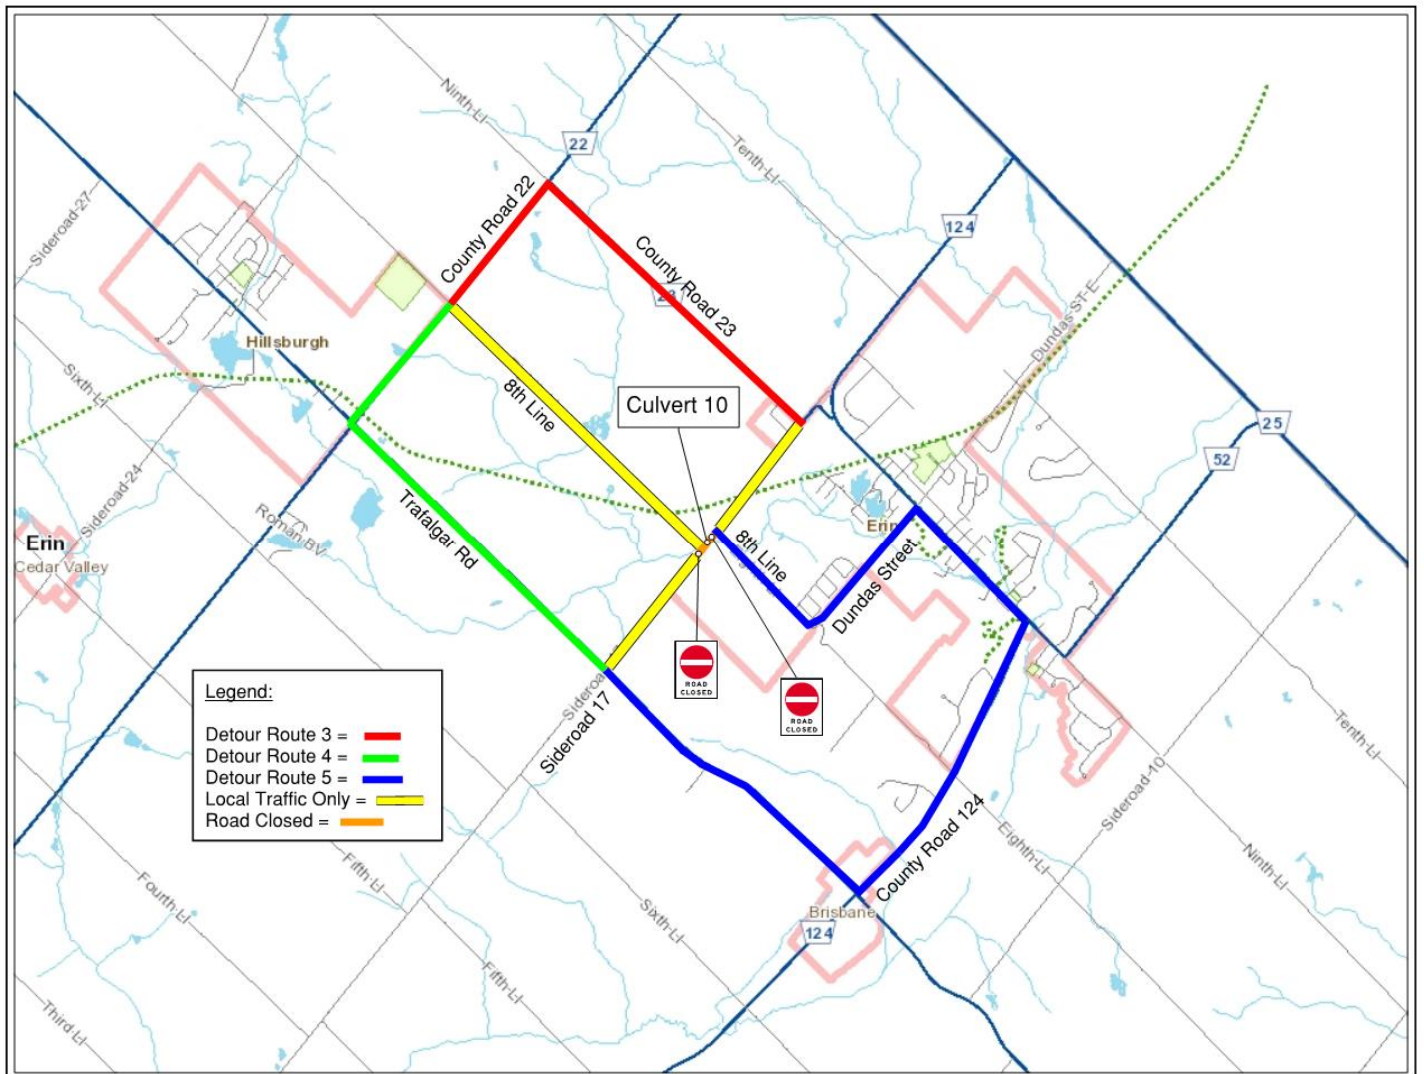 Ninth-LI
22
Tenth-LI
Sideroad-27
County Road 22
124
County Road 23
23
Dundas-ST-E
Hillsburgh
Sixth-LI
8th Line
Culvert 10
25
52
Sideroad-24
Roman BV
Trafalgar Rd
Erin
Erin
Cedar Valley
8th Line
Dundas Street
ROAD
CLOSED
ROAD
CLOSED
Sideroa
Sideroad 17
Legend:
Detour Route 3 =
Detour Route 4 =
Detour Route 5 =
Local Traffic Only =
Road Closed =
Tenth-LI
Sideroad-10
County Road 124
Eighth-LI
Ninth-LI
Fifth-LI
Fourth-LI
Sixth-LI
Brisbane
124
Fifth-LI
Third-LI